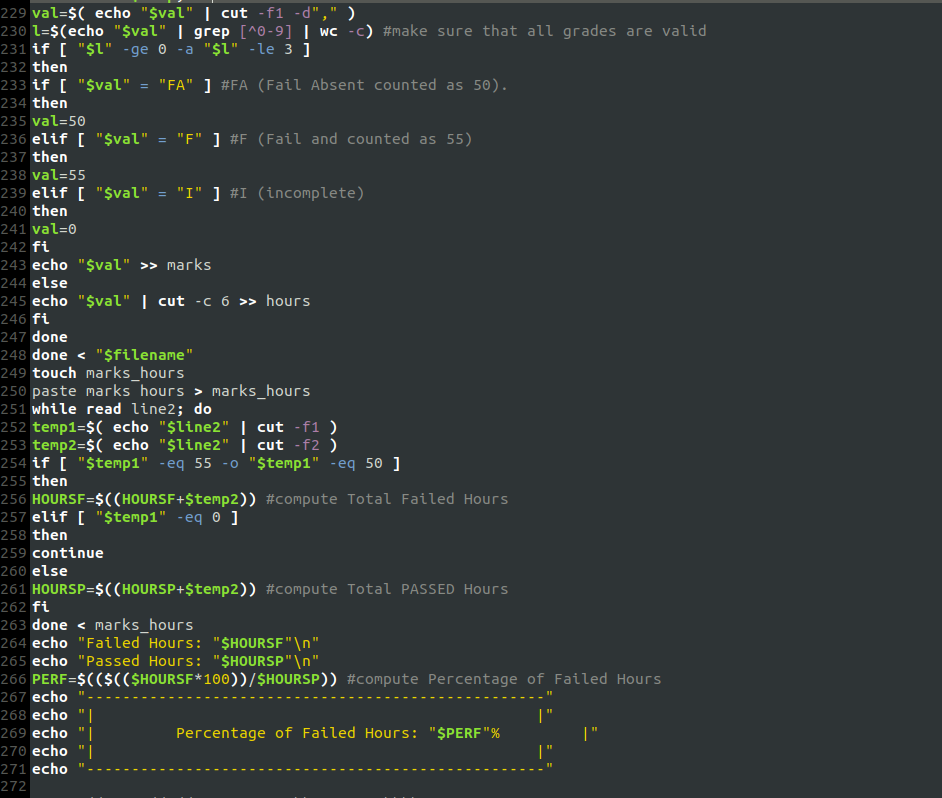 229 val=$( echo "$val" | cut -f1 -d"," )
230 l=$(echo "$val" | grep [^0-9] | wc -c) #make sure that all grades are valid
231 if [ "$l" -ge 0 -a "$l" -le 3 ]
232 then
233 if [ "$val" = "FA" ] #FA (Fail Absent counted as 50).
234 then
235 val=50
236 elif [ "$val" = "F" ] #F (Fail and counted as 55)
237 then
238 val=55
239 elif [ "$val" = "I" ] #I (incomplete)
240 then
241 val=0
242 fi
243 echo "$val" >> marks
244 else
245 echo "$val" | cut -c 6 >> hours
246 fi
247 done
248 done < "$filename"
249 touch marks_hours
250 paste marks hours > marks_hours
251 while read line2; do
252 temp1=$( echo "$line2" | cut -f1 )
253 temp2=$( echo "$line2" | cut -f2 )
254 if [ "$temp1" -eq 55 -o "$temp1" -eq 50 ]
255 then
256 HOURSF=$((HOURSF+$temp2)) #compute Total Failed Hours
257 elif [ "$temp1" -eq 0 ]
258 then
259 continue
260 else
261 HOURSP=$((HOURSP+$temp2)) #compute Total PASSED Hours
262 fi
263 done < marks_hours
264 echo "Failed Hours: "$HOURSF"\n"
265 echo "Passed Hours: "$HOURSP"\n"
266 PERF=$(($(($HOURSF*100))/$HOURSP)) #compute Percentage of Failed Hours
267 echo "---------------------------------------------------"
268 echo "|                                                 |"
269 echo "|         Percentage of Failed Hours: "$PERF"%         |"
270 echo "|                                                 |"
271 echo "---------------------------------------------------"
272